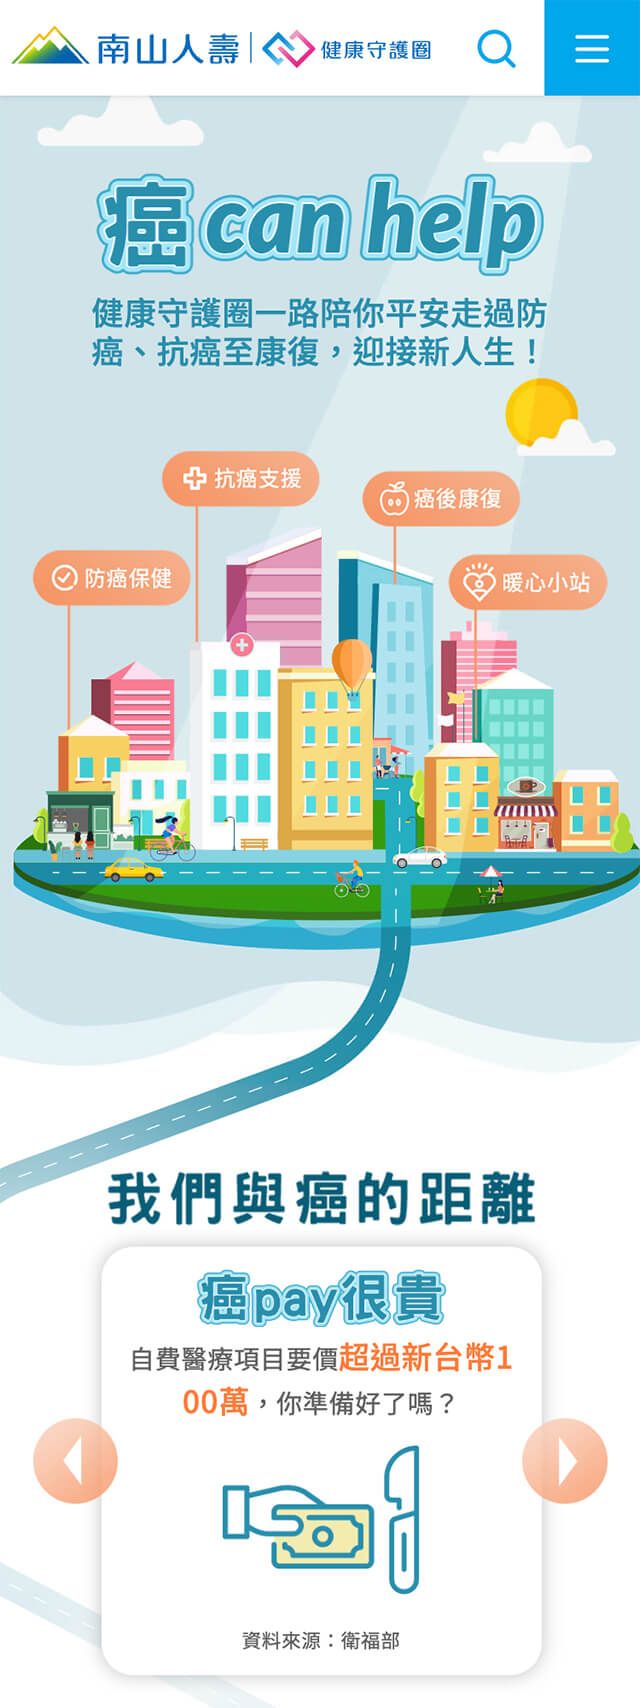 南山人壽 健康守護圈
癌 can help
健康守護圈一路陪你平安走過防
癌、抗癌至康復，迎接新人生！
抗癌支援
癌後康復
防癌保健
暖心小站
我們與癌的距離
癌pay很貴
自費醫療項目要價超過新台幣1
00萬，你準備好了嗎？
資料來源：衛福部